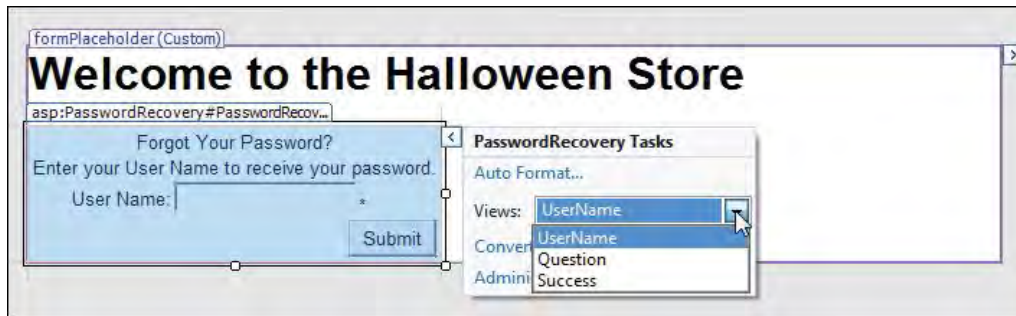 formPlaceholder (Custom)
Welcome to the Halloween Store
asp:PasswordRecovery#PasswordRecov...
Forgot Your Password?
Enter your User Name to receive your password.
User Name:
*
Submit
PasswordRecovery Tasks
Auto Format...
Views: UserName
UserName
Question
Success
Convert
Admini